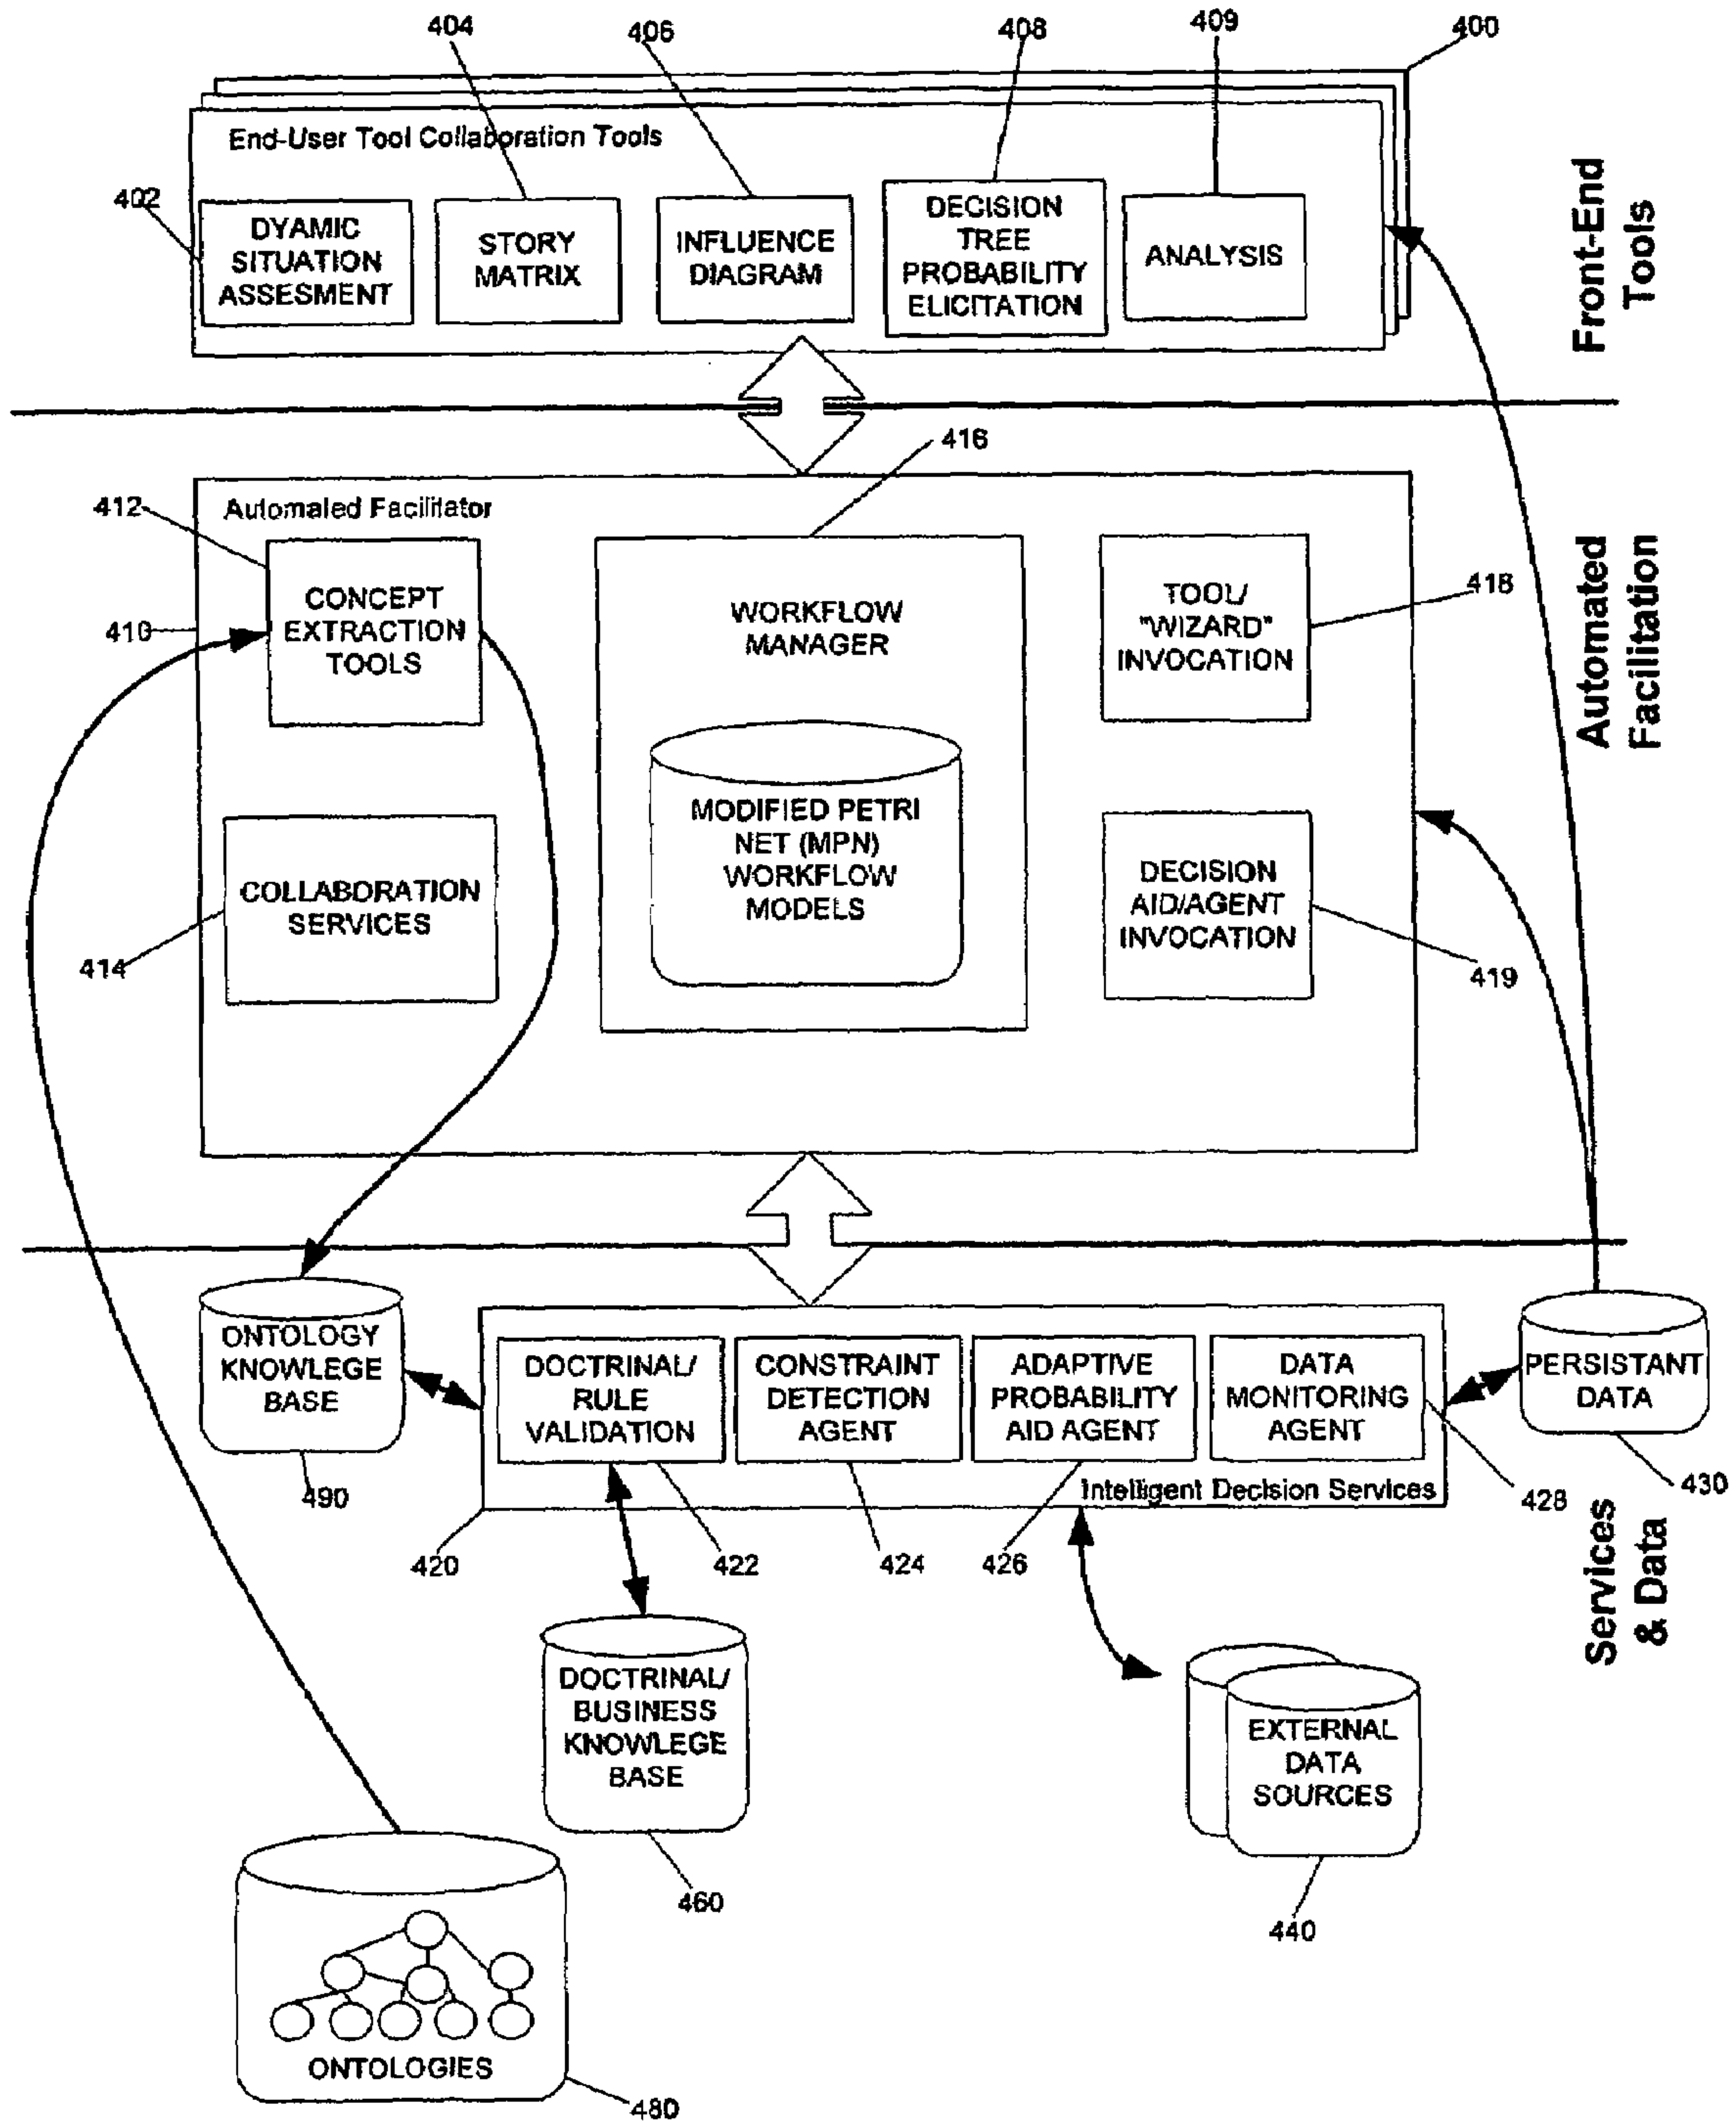 404
406
408
409
400
End-User Tool Collaboration Tools
402
DYAMIC
SITUATION
ASSESMENT
STORY
MATRIX
INFLUENCE
DIAGRAM
DECISION
TREE
PROBABILITY
ELICITATION
ANALYSIS
Front-End
Tools
416
412
Automated Facilitator
410
CONCEPT
EXTRACTION
TOOLS
WORKFLOW
MANAGER
TOOL/
"WIZARD"
INVOCATION
418
Automated
Facilitation
MODIFIED PETRI
NET (MPN)
WORKFLOW
MODELS
COLLABORATION
SERVICES
414
DECISION
AID/AGENT
INVOCATION
419
ONTOLOGY
KNOWLEGE
BASE
490
DOCTRINAL/
RULE
VALIDATION
CONSTRAINT
DETECTION
AGENT
ADAPTIVE
PROBABILITY
AID AGENT
DATA
MONITORING
AGENT
Intelligent Decision Services
PERSISTANT
DATA
428
430
420
422
424
426
Services
& Data
DOCTRINAL/
BUSINESS
KNOWLEGE
BASE
460
EXTERNAL
DATA
SOURCES
440
ONTOLOGIES
480